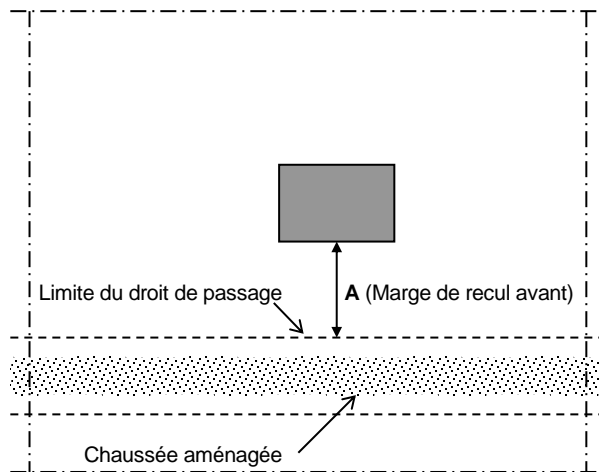 Limite du droit de passage
A (Marge de recul avant)
Chaussée aménagée